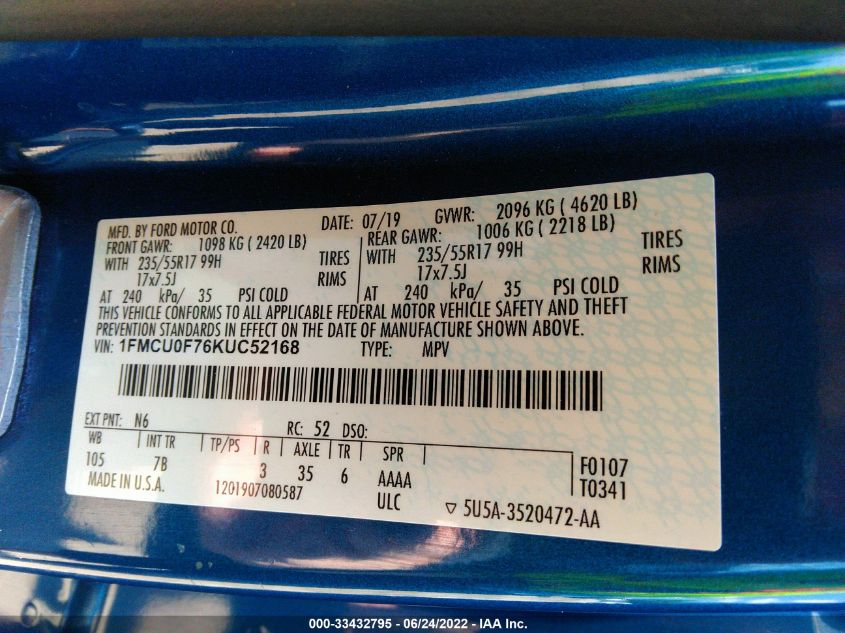 MFD. BY FORD MOTOR CO. DATE: 07/19 GVWR: 2096 KG ( 4620 LB)
FRONT GAWR: 1098 KG ( 2420 LB) REAR GAWR: 1006 KG ( 2218 LB)
WITH 235/55R17 99H TIRES WITH 235/55R17 99H TIRES
17x7.5J RIMS 17x7.5J RIMS
AT 240 kPa/ 35 PSI COLD AT 240 kPa/ 35 PSI COLD
THIS VEHICLE CONFORMS TO ALL APPLICABLE FEDERAL MOTOR VEHICLE SAFETY AND THEFT
PREVENTION STANDARDS IN EFFECT ON THE DATE OF MANUFACTURE SHOWN ABOVE.
VIN: 1FMCU0F76KUC52168 TYPE: MPV
EXT PNT: N6 RC: 52 DSO:
WB INT TR TP/PS R AXLE TR SPR
105 7B 3 35 6 AAAA F0107
MADE IN U.S.A. 1201907080587 ULC T0341
▽ 5U5A-3520472-AA
000-33432795 - 06/24/2022 - IAA Inc.